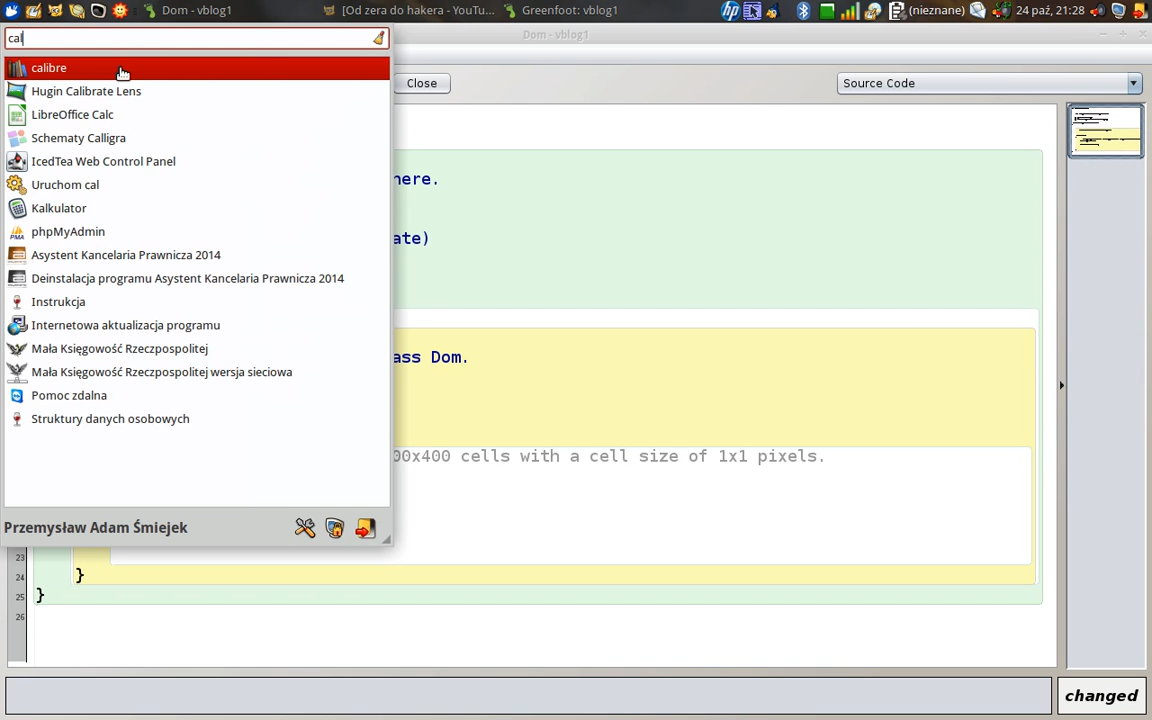 Dom - vblog1
[Od zera do hakera - YouTu...
Greenfoot: vblog1
(nieznane)
24 paź, 21:28
Dom - vblog1
cal
Close
Source Code
calibre
Hugin Calibrate Lens
LibreOffice Calc
Schematy Calligra
IcedTea Web Control Panel
Uruchom cal
Kalkulator
phpMyAdmin
Asystent Kancelaria Prawnicza 2014
Deinstalacja programu Asystent Kancelaria Prawnicza 2014
Instrukcja
Internetowa aktualizacja programu
Mała Księgowość Rzeczpospolitej
Mała Księgowość Rzeczpospolitej wersja sieciowa
Pomoc zdalna
Struktury danych osobowych
Przemysław Adam Śmiejek
here.
ate)
ass Dom.
00x400 cells with a cell size of 1x1 pixels.
23
24 }
25 }
26
changed